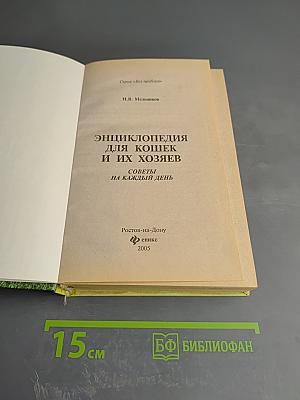 Серия «Без проблем»
И.В. Мельников
ЭНЦИКЛОПЕДИЯ
ДЛЯ КОШЕК
И ИХ ХОЗЯЕВ
СОВЕТЫ
НА КАЖДЫЙ ДЕНЬ
Ростов-на-Дону
Феникс
2005
15 см
БФ БИБЛИОФАН